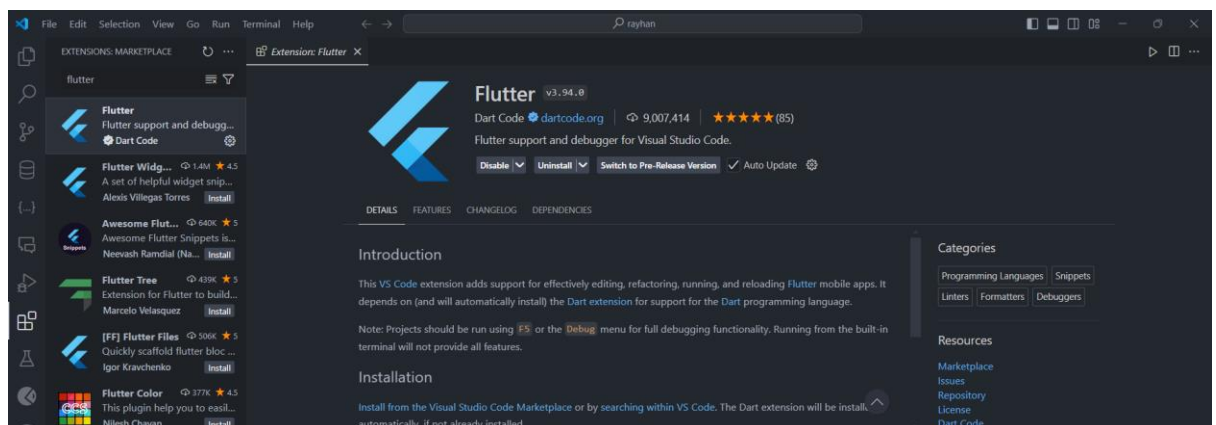 File Edit Selection View Go Run Terminal Help
rayhan
EXTENSIONS: MARKETPLACE
flutter
Flutter
Flutter support and debugg...
Dart Code
Flutter Widg... 1.4M ★ 4.5
A set of helpful widget snip...
Alexis Villegas Torres Install
Snippets
Awesome Flut... 640K ★ 5
Awesome Flutter Snippets is...
Neevash Ramdial (Na... Install
Flutter Tree 439K ★ 5
Extension for Flutter to build...
Marcelo Velasquez Install
[FF] Flutter Files 506K ★ 5
Quickly scaffold flutter bloc ...
Igor Kravchenko Install
Flutter Color 377K ★ 4.5
This plugin help you to easil...
Nilesh Chavan Install
Extension: Flutter
Flutter v3.94.0
Dart Code dartcode.org 9,007,414 ★★★★★(85)
Flutter support and debugger for Visual Studio Code.
Disable Uninstall Switch to Pre-Release Version Auto Update
DETAILS FEATURES CHANGELOG DEPENDENCIES
Introduction
This VS Code extension adds support for effectively editing, refactoring, running, and reloading Flutter mobile apps. It
depends on (and will automatically install) the Dart extension for support for the Dart programming language.
Note: Projects should be run using F5 or the Debug menu for full debugging functionality. Running from the built-in
terminal will not provide all features.
Installation
Install from the Visual Studio Code Marketplace or by searching within VS Code. The Dart extension will be install
automatically, if not already installed.
Categories
Programming Languages Snippets
Linters Formatters Debuggers
Resources
Marketplace
Issues
Repository
License
Dart Code